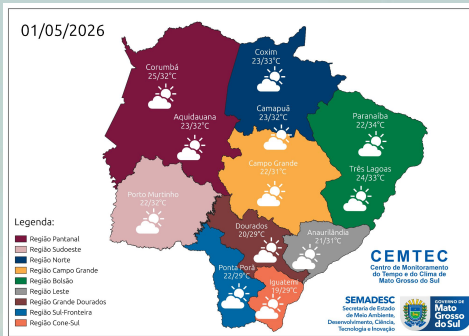 01/05/2026
Coxim
23/33°C
Corumbá
25/32°C
Camapuã
23/32°C
Aquidauana
23/32°C
Paranaíba
22/34°C
Campo Grande
22/31°C
Três Lagoas
24/33°C
Porto Murtinho
22/32°C
Dourados
20/29°C
Anaurilândia
21/31°C
Ponta Porã
22/29°C
Iguatemi
19/29°C
Legenda:
Região Pantanal
Região Sudoeste
Região Norte
Região Campo Grande
Região Bolsão
Região Leste
Região Grande Dourados
Região Sul-Fronteira
Região Cone-Sul
CEMTEC
Centro de Monitoramento
do Tempo e do Clima de
Mato Grosso do Sul
SEMADESC
Secretaria de Estado
de Meio Ambiente,
Desenvolvimento, Ciência,
Tecnologia e Inovação
GOVERNO DE
Mato
Grosso
do Sul